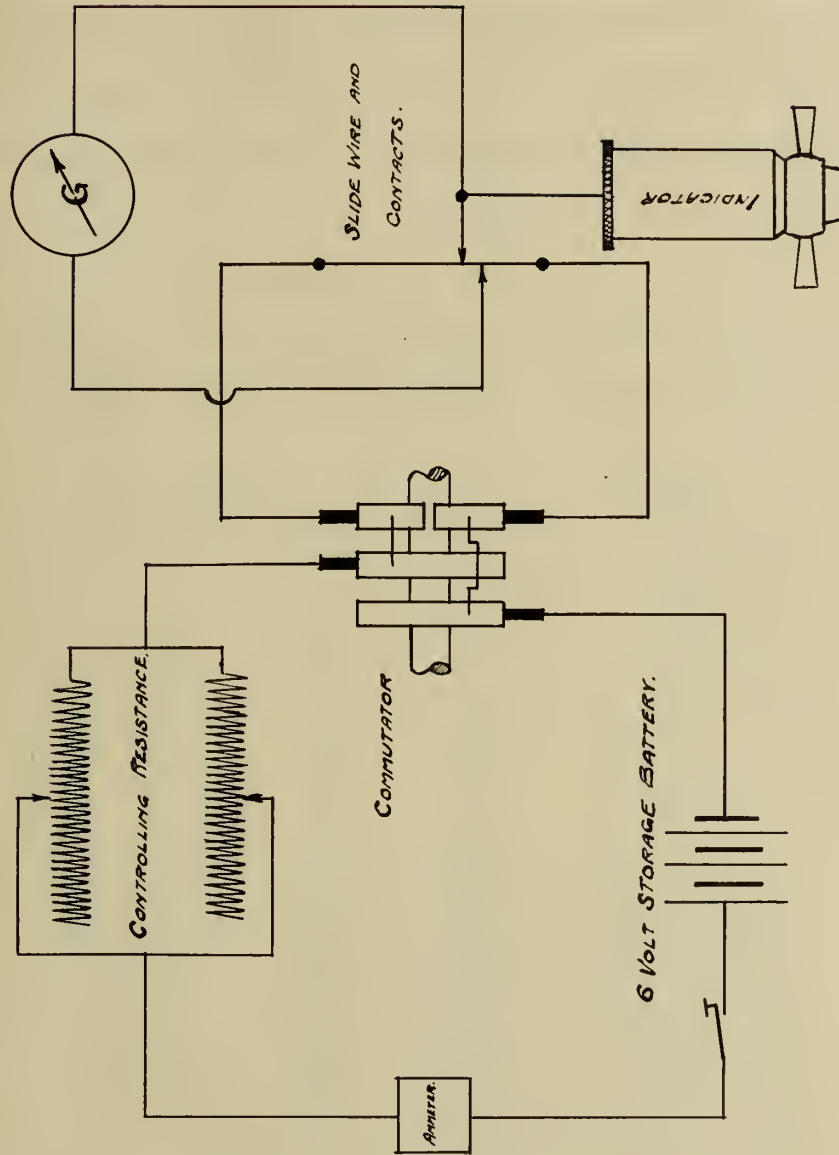 G
SLIDE WIRE AND
CONTACTS.
INDICATOR
CONTROLLING RESISTANCE.
COMMUTATOR
6 VOLT STORAGE BATTERY.
AMMETER.